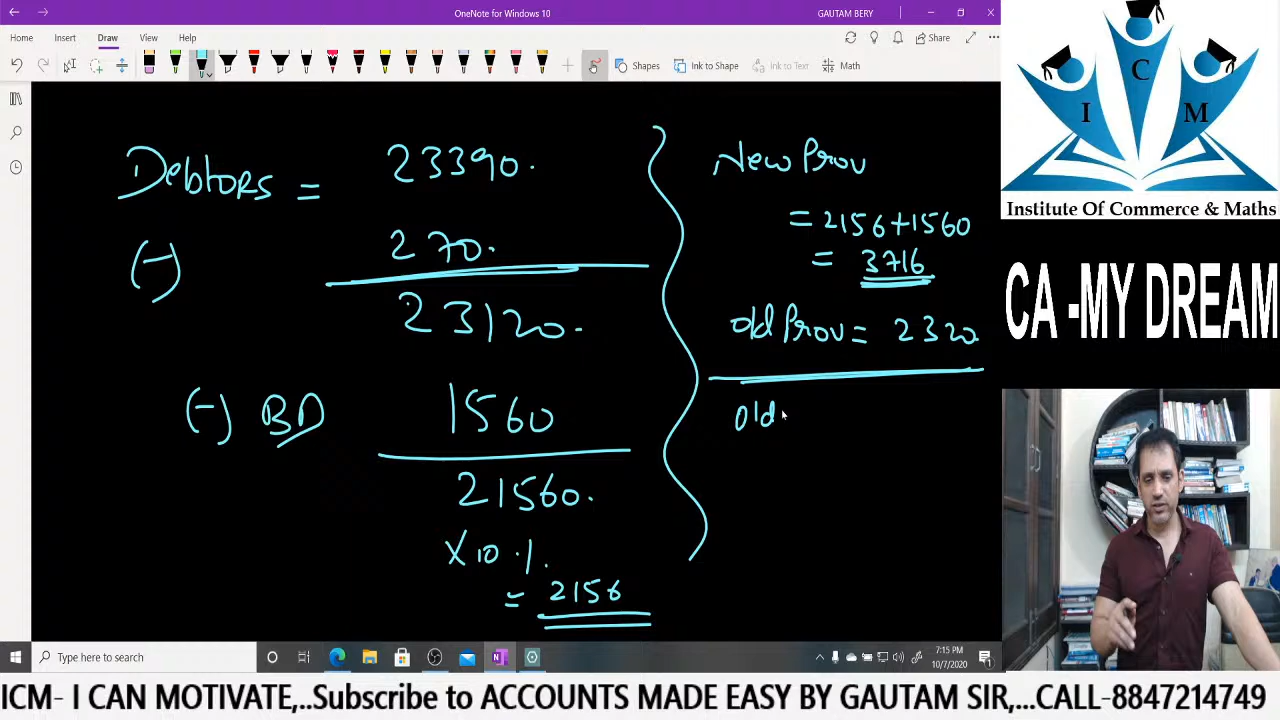 OneNote for Windows 10
GAUTAM BERY
Home Insert Draw View Help
Share
Shapes
Ink to Shape
Ink to Text
Math
Debtors = 23390.
(-) 270.
23120.
(-) BD 1560
21560.
X10 %.
= 2156
New Prov
= 2156+1560
= 3716
old Prov = 2320
old
I C M
Institute Of Commerce & Maths
CA -MY DREAM
Type here to search
7:15 PM
10/7/2020
ICM- I CAN MOTIVATE,..Subscribe to ACCOUNTS MADE EASY BY GAUTAM SIR,...CALL-8847214749